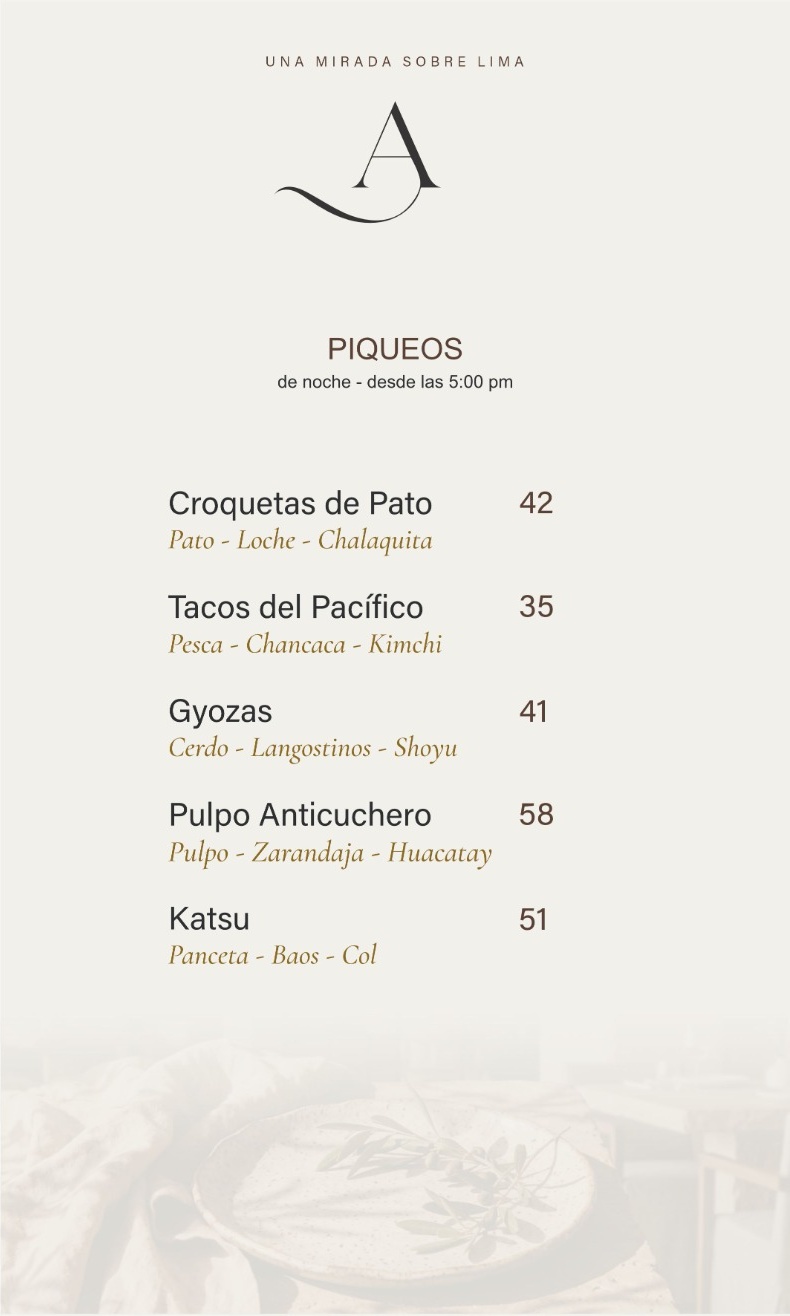 UNA MIRADA SOBRE LIMA
A
PIQUEOS
de noche - desde las 5:00 pm
Croquetas de Pato 42
Pato - Loche - Chalaquita
Tacos del Pacífico 35
Pesca - Chancaca - Kimchi
Gyozas 41
Cerdo - Langostinos - Shoyu
Pulpo Anticuchero 58
Pulpo - Zarandaja - Huacatay
Katsu 51
Panceta - Baos - Col